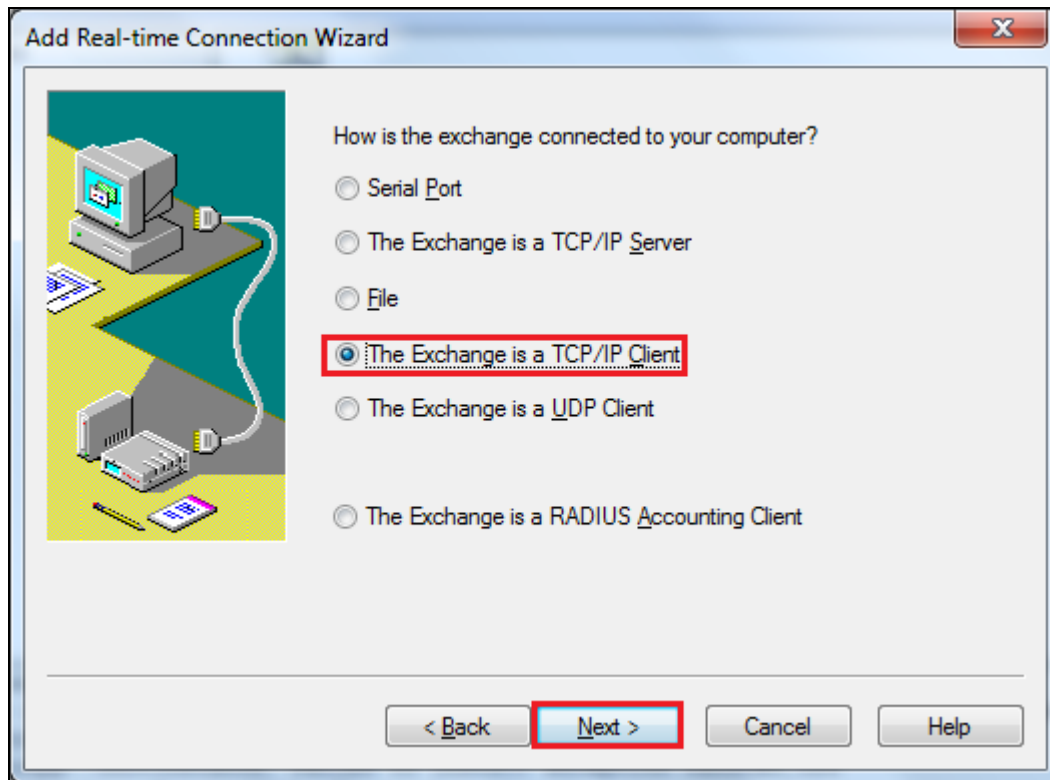 Add Real-time Connection Wizard
How is the exchange connected to your computer?
Serial Port
The Exchange is a TCP/IP Server
File
The Exchange is a TCP/IP Client
The Exchange is a UDP Client
The Exchange is a RADIUS Accounting Client
< Back
Next >
Cancel
Help